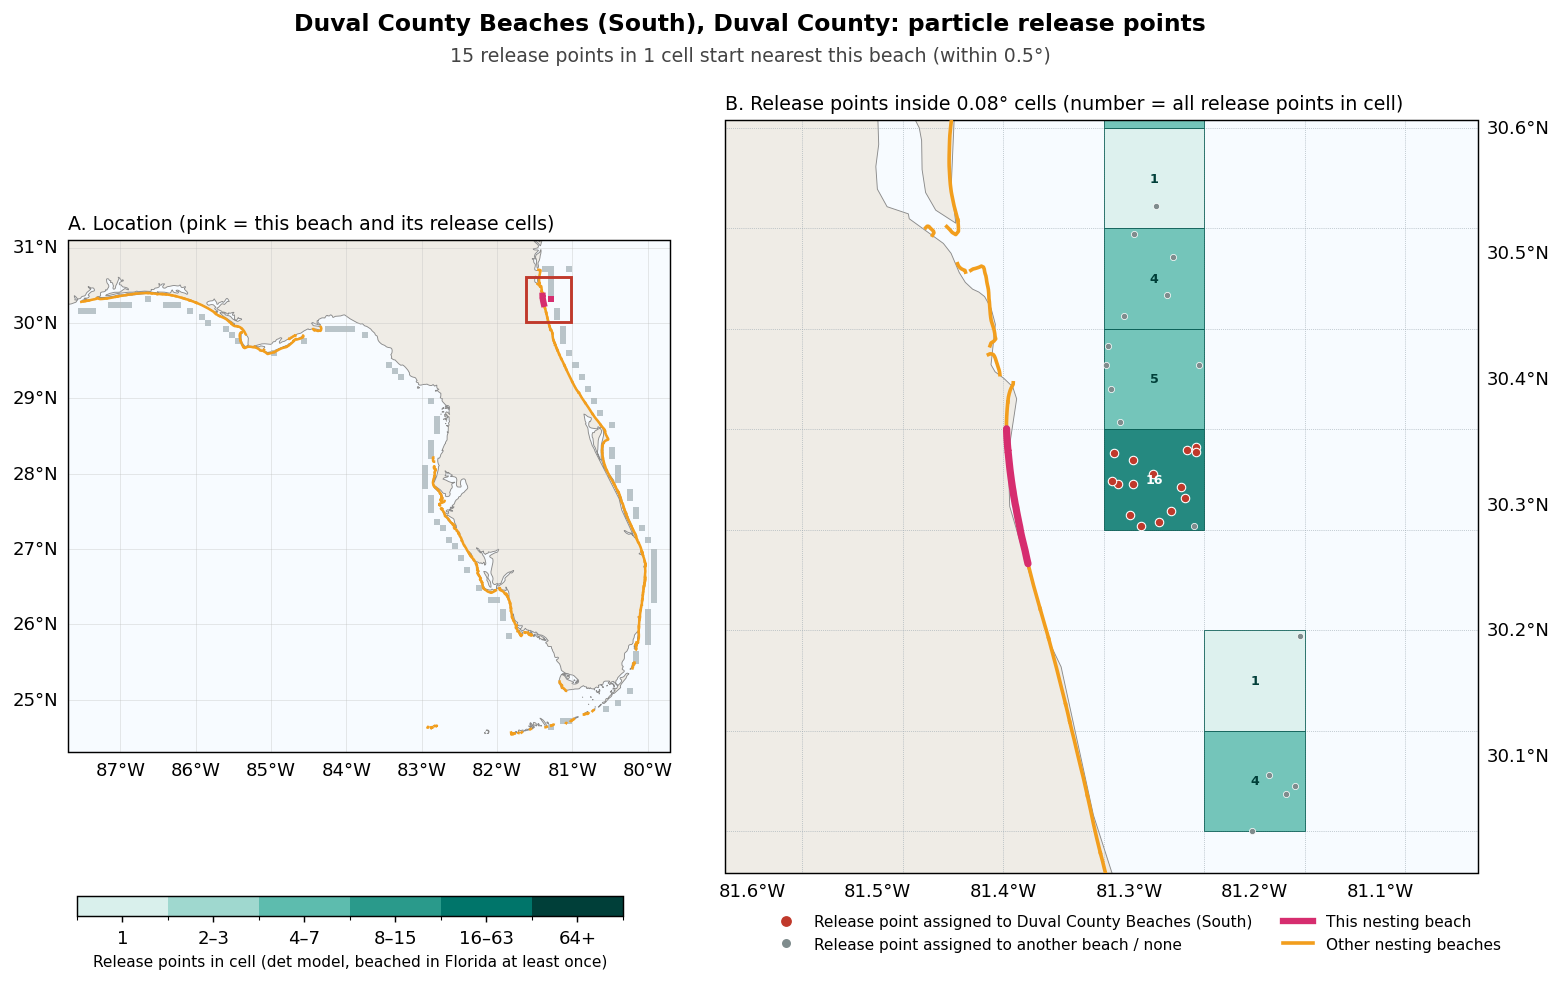 Duval County Beaches (South), Duval County: particle release points
15 release points in 1 cell start nearest this beach (within 0.5°)
A. Location (pink = this beach and its release cells)
31°N
30°N
29°N
28°N
27°N
26°N
25°N
87°W 86°W 85°W 84°W 83°W 82°W 81°W 80°W
B. Release points inside 0.08° cells (number = all release points in cell)
1
4
5
16
1
4
30.6°N
30.5°N
30.4°N
30.3°N
30.2°N
30.1°N
81.6°W 81.5°W 81.4°W 81.3°W 81.2°W 81.1°W
1 2–3 4–7 8–15 16–63 64+
Release points in cell (det model, beached in Florida at least once)
Release point assigned to Duval County Beaches (South)
Release point assigned to another beach / none
This nesting beach
Other nesting beaches